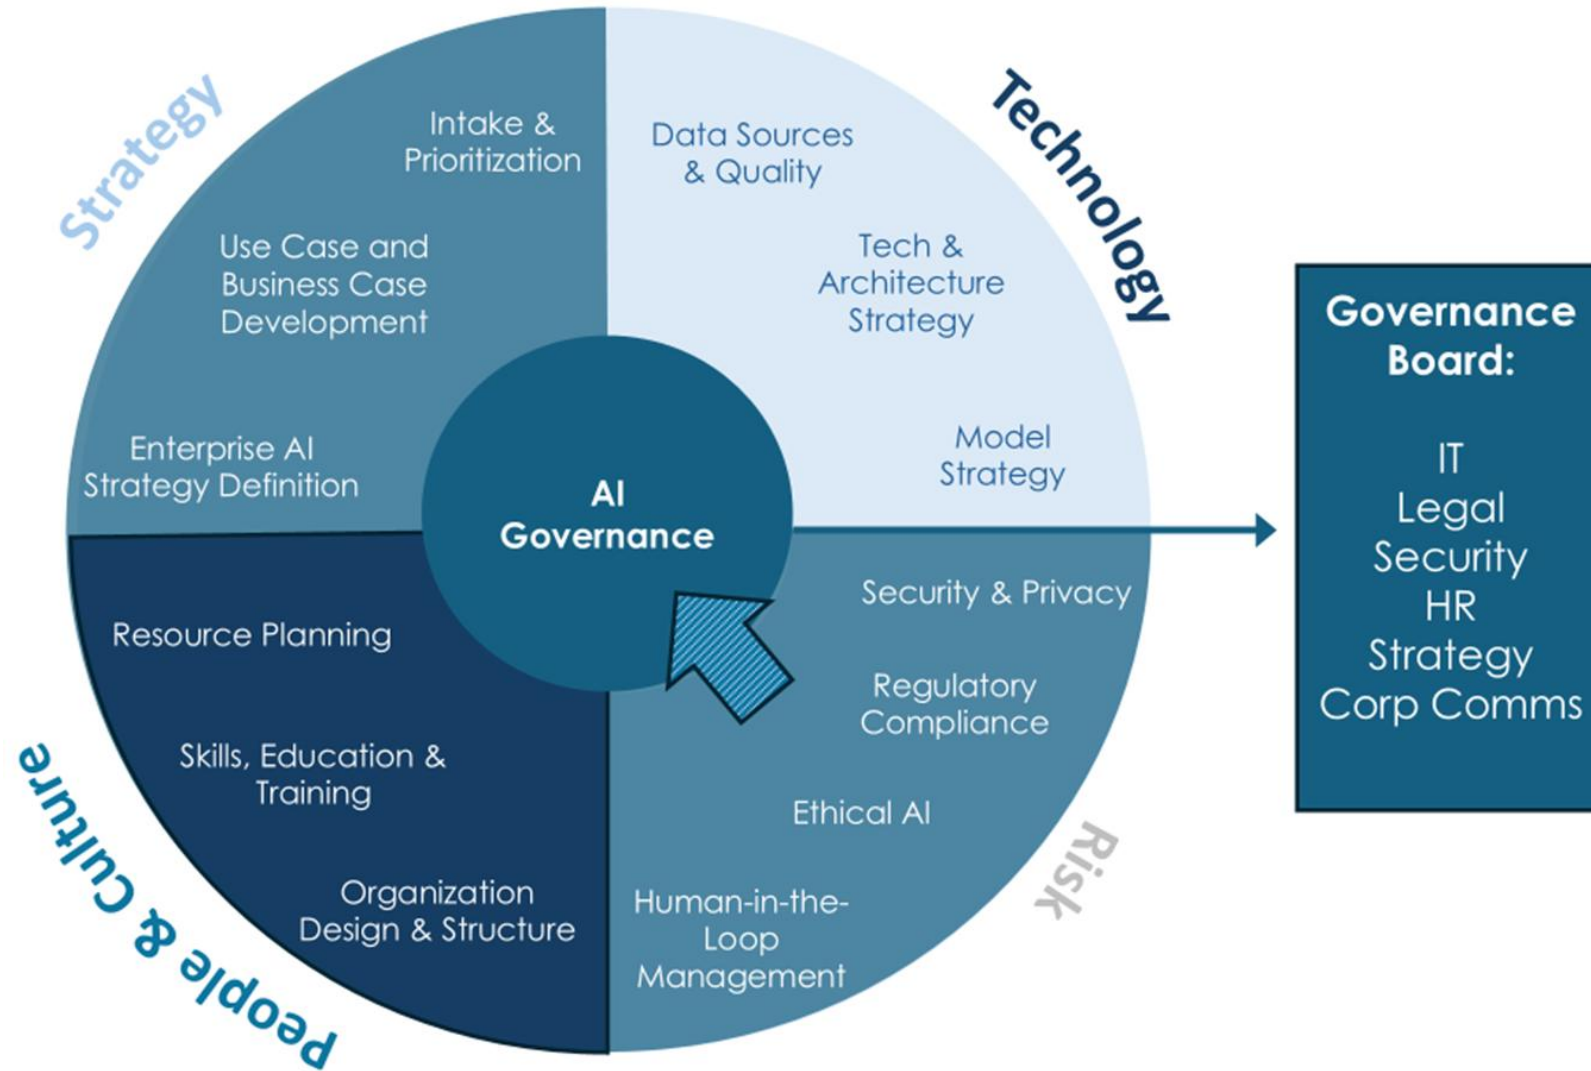 Strategy
Intake &
Prioritization
Use Case and
Business Case
Development
Enterprise AI
Strategy Definition
Technology
Data Sources
& Quality
Tech &
Architecture
Strategy
Model
Strategy
AI
Governance
People & Culture
Resource Planning
Skills, Education &
Training
Organization
Design & Structure
Risk
Security & Privacy
Regulatory
Compliance
Ethical AI
Human-in-the-
Loop
Management
Governance
Board:
IT
Legal
Security
HR
Strategy
Corp Comms